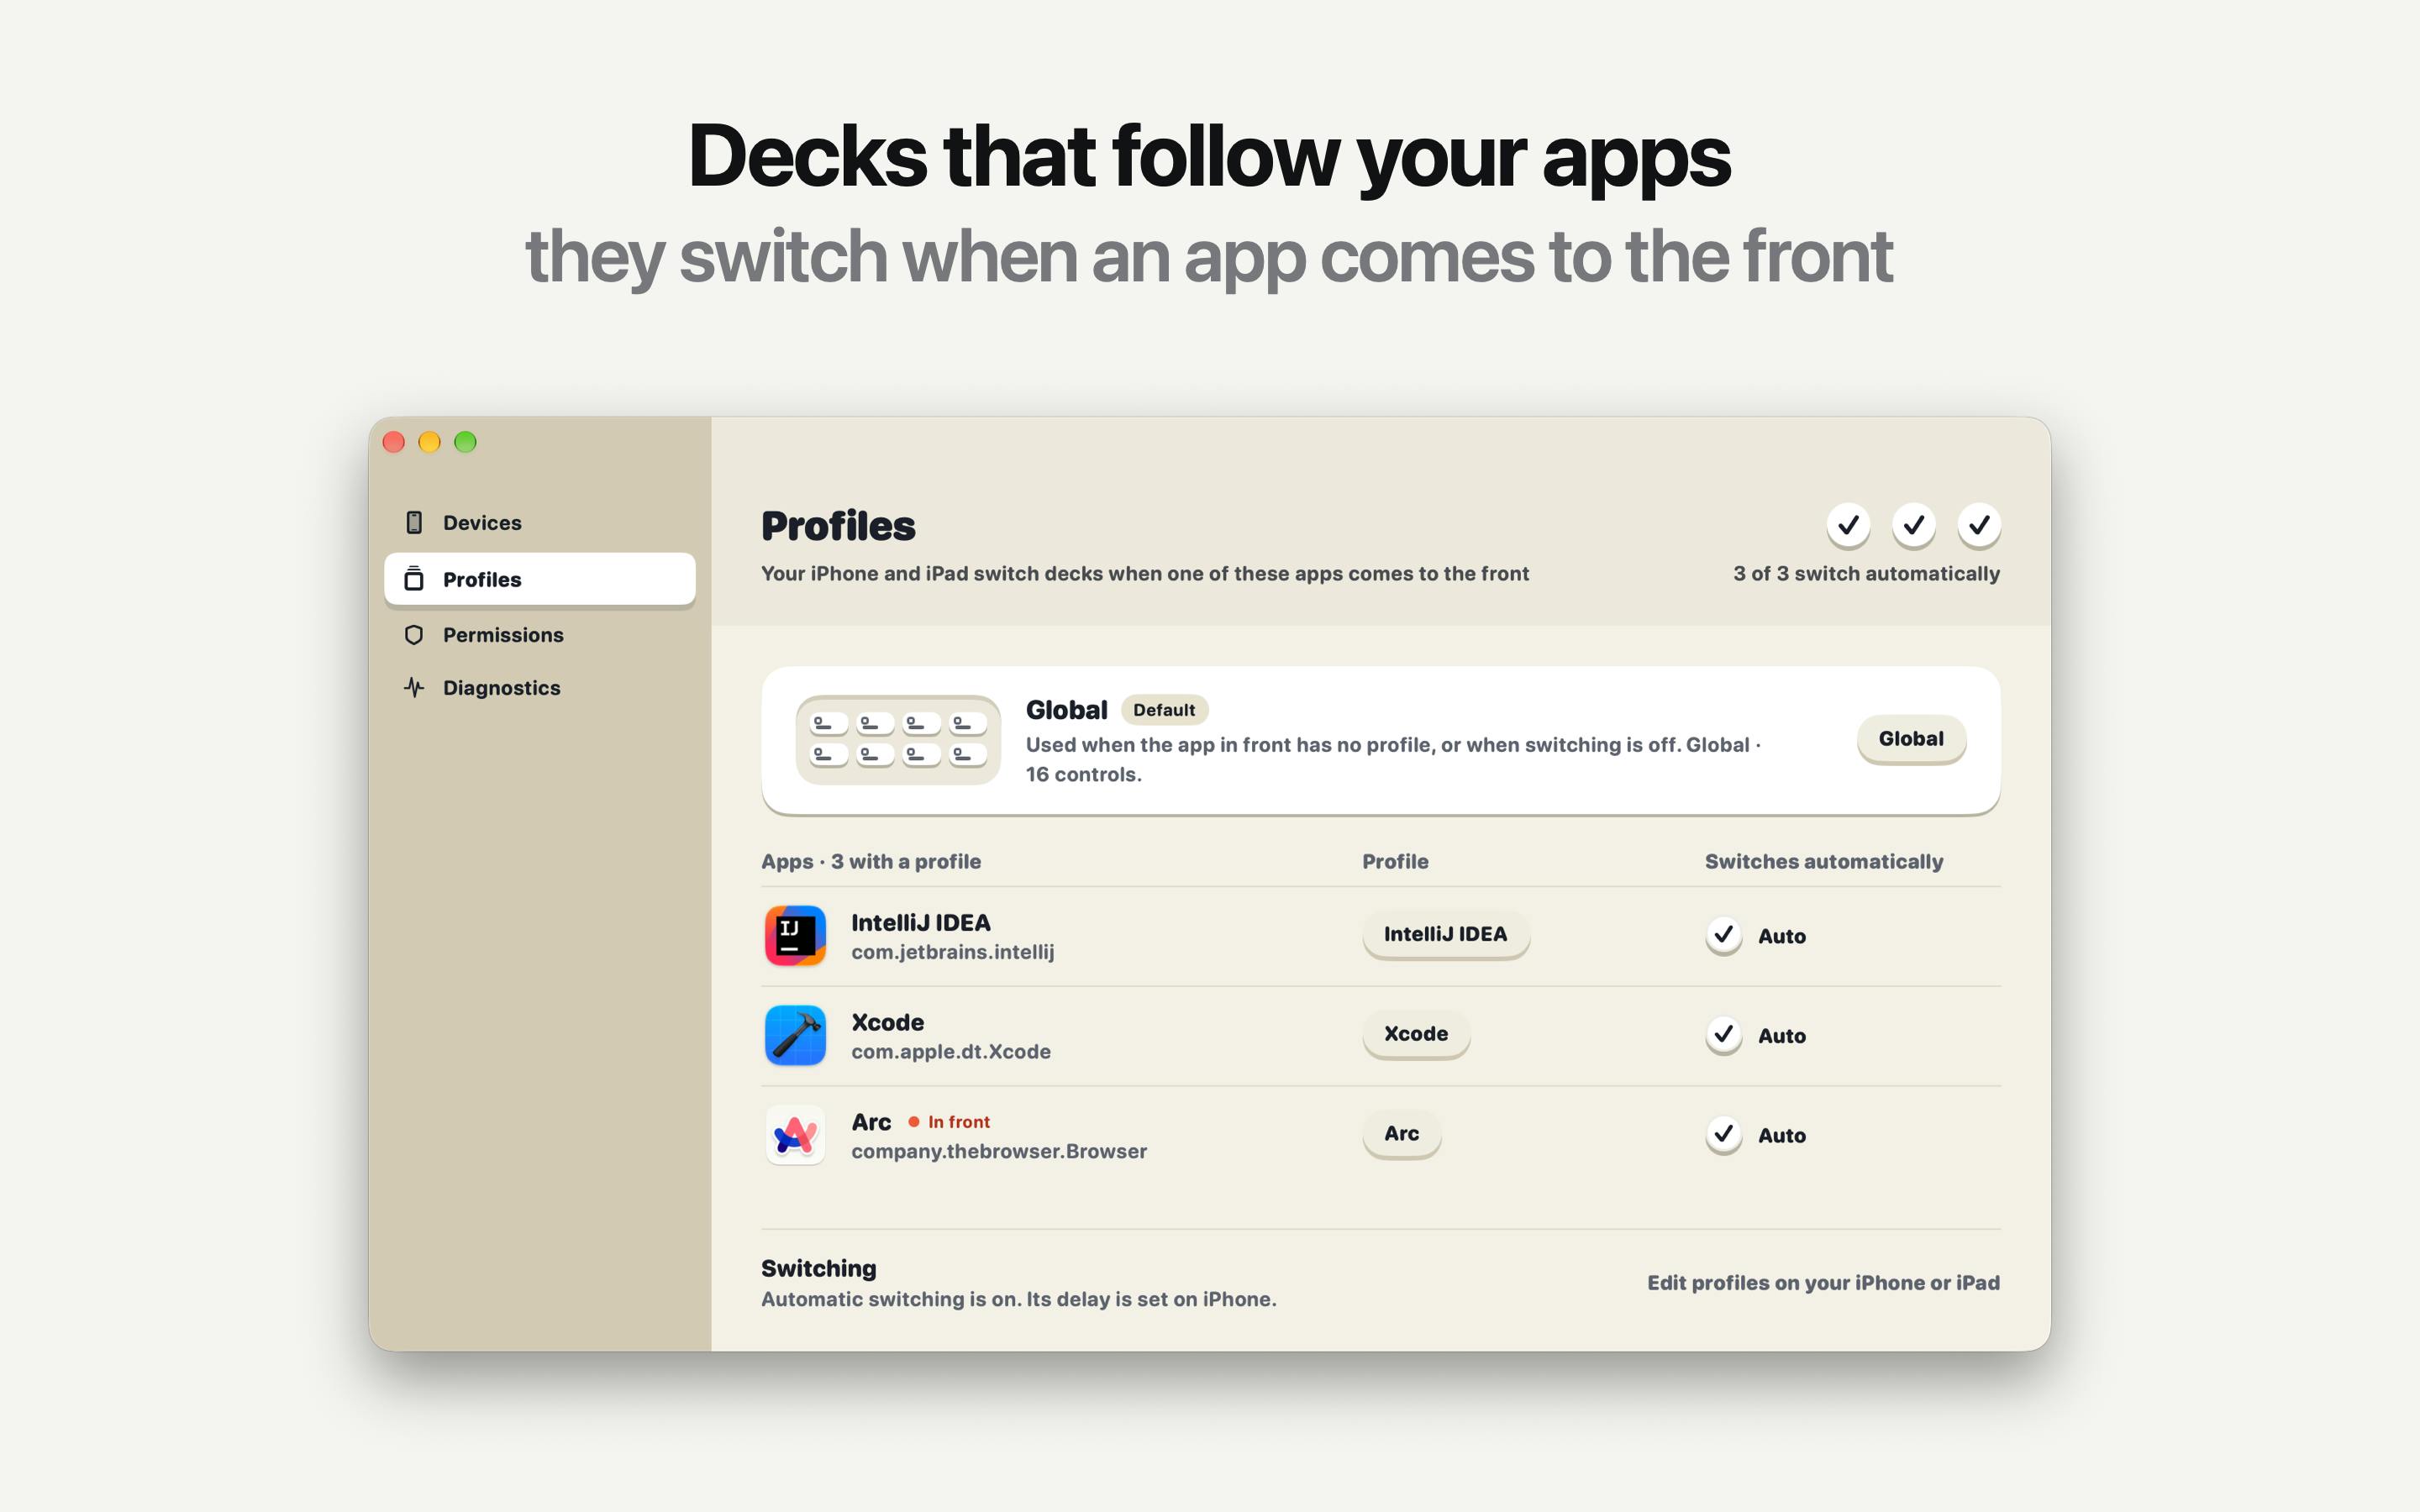 Decks that follow your apps
they switch when an app comes to the front
Devices
Profiles
Permissions
Diagnostics
Profiles
Your iPhone and iPad switch decks when one of these apps comes to the front
3 of 3 switch automatically
Global
Default
Used when the app in front has no profile, or when switching is off. Global ·
16 controls.
Global
Apps · 3 with a profile
Profile
Switches automatically
IJ
IntelliJ IDEA
com.jetbrains.intellij
IntelliJ IDEA
Auto
Xcode
com.apple.dt.Xcode
Xcode
Auto
Arc
In front
company.thebrowser.Browser
Arc
Auto
Switching
Automatic switching is on. Its delay is set on iPhone.
Edit profiles on your iPhone or iPad